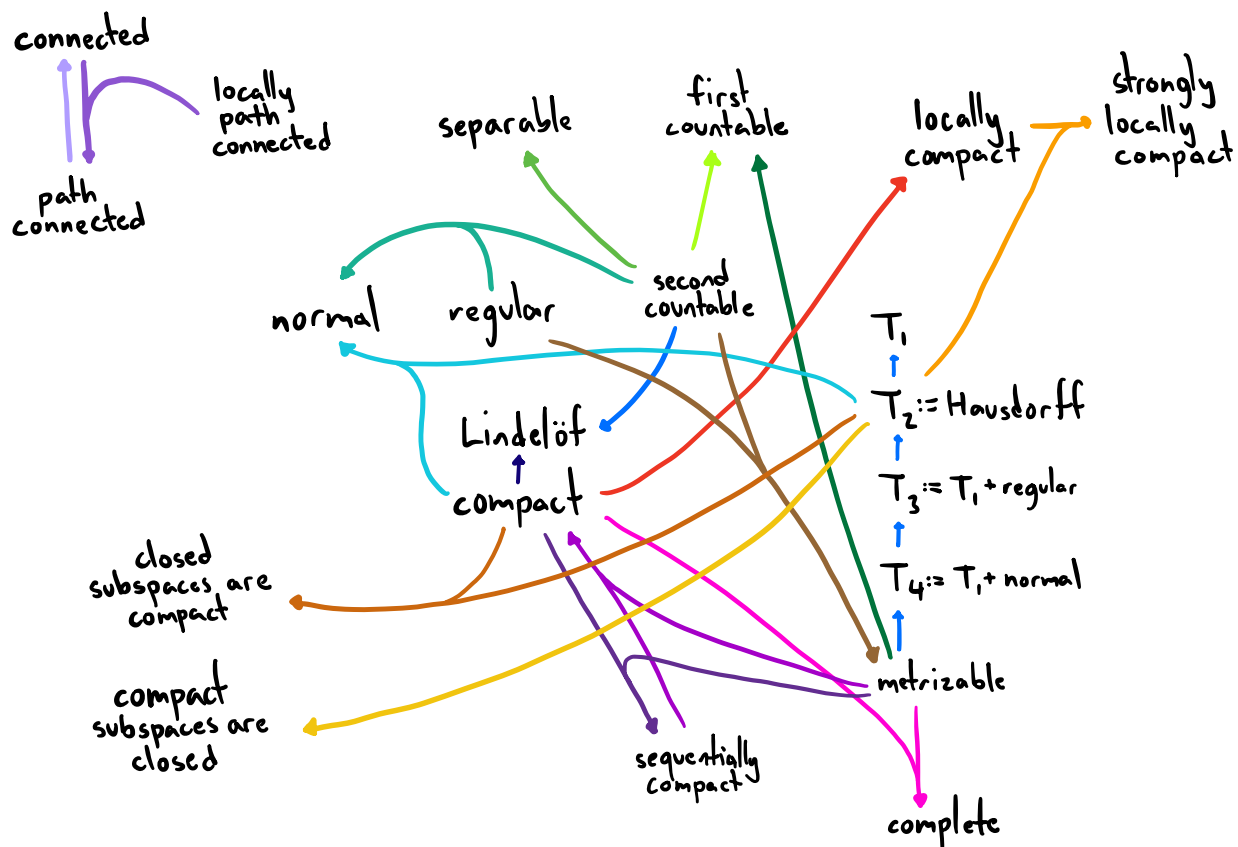 connected
locally
path
connected
path
connected
separable
first
countable
locally
compact
strongly
locally
compact
normal
regular
second
countable
T₁
T₂:= Hausdorff
T₃:= T₁ + regular
T₄:= T₁ + normal
metrizable
Lindelöf
compact
closed
subspaces are
compact
compact
subspaces are
closed
sequentially
compact
complete